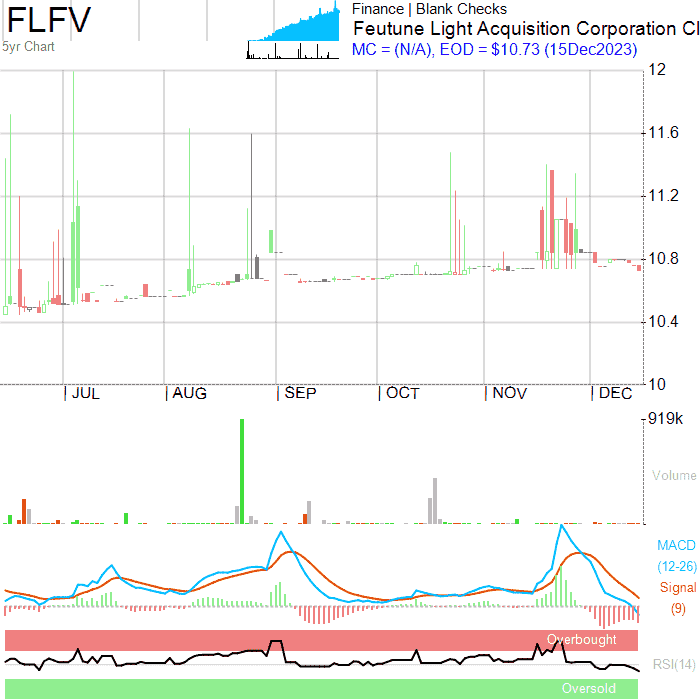 FLFV
5yr Chart
Finance | Blank Checks
Feutune Light Acquisition Corporation Cl
MC = (N/A), EOD = $10.73 (15Dec2023)
12
11.6
11.2
10.8
10.4
10
JUL AUG SEP OCT NOV DEC
919k
Volume
MACD
(12-26)
Signal
(9)
Overbought
RSI(14)
Oversold